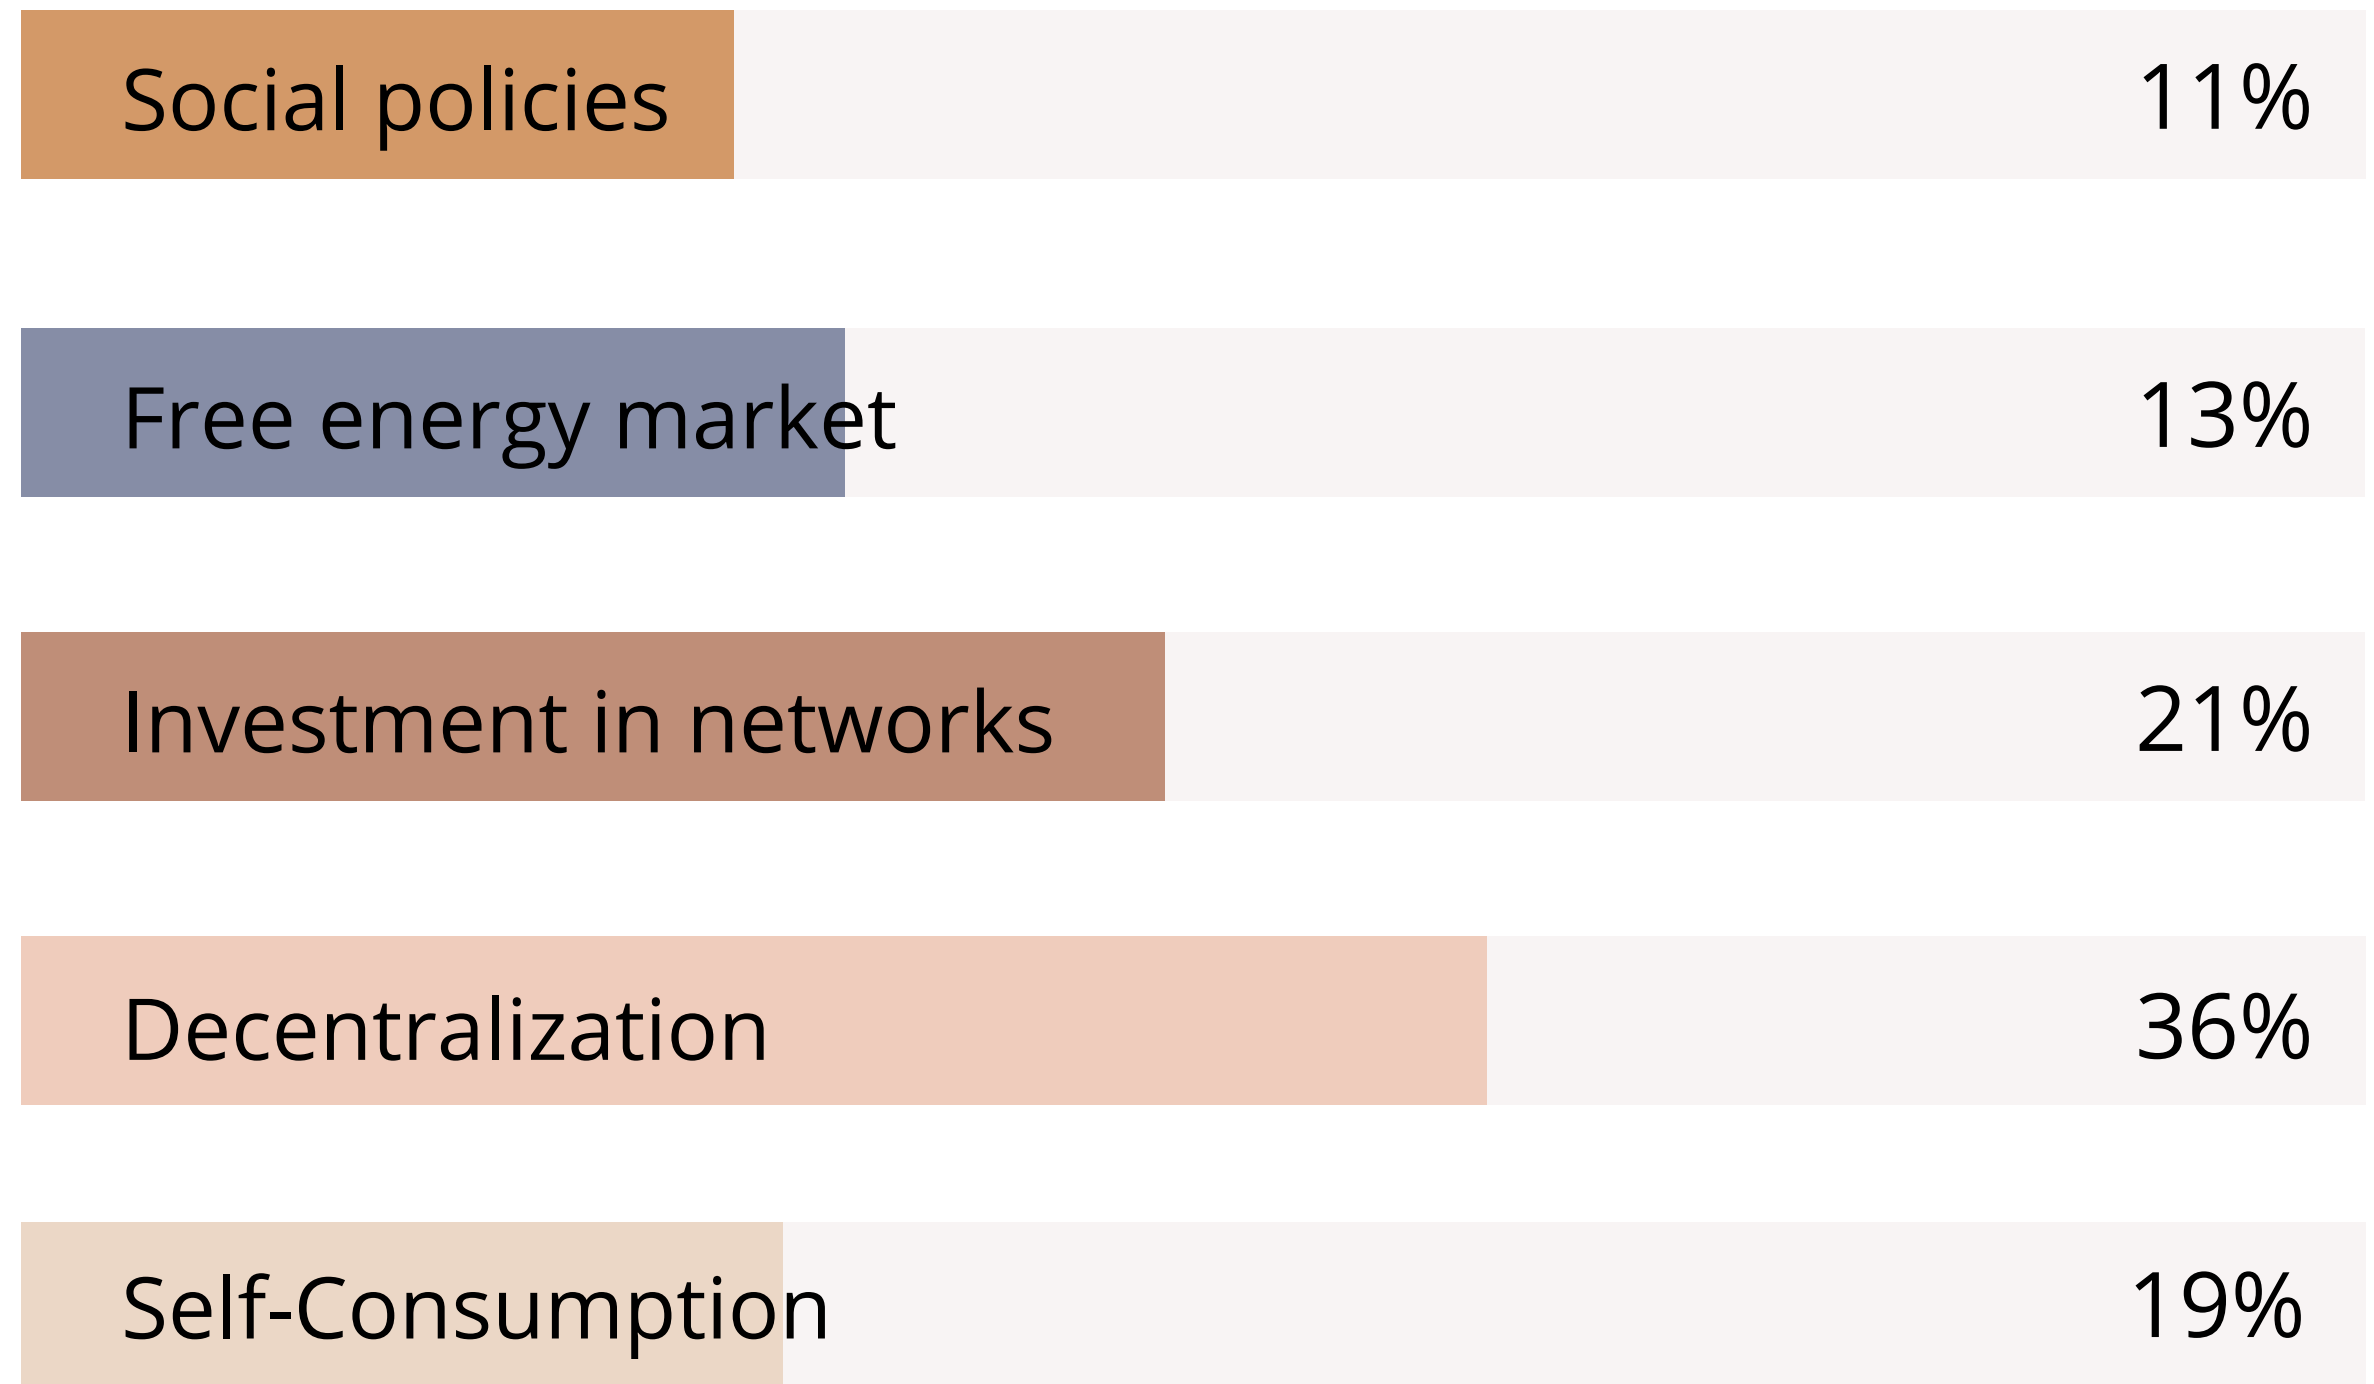 Social policies 11%
Free energy market 13%
Investment in networks 21%
Decentralization 36%
Self-Consumption 19%